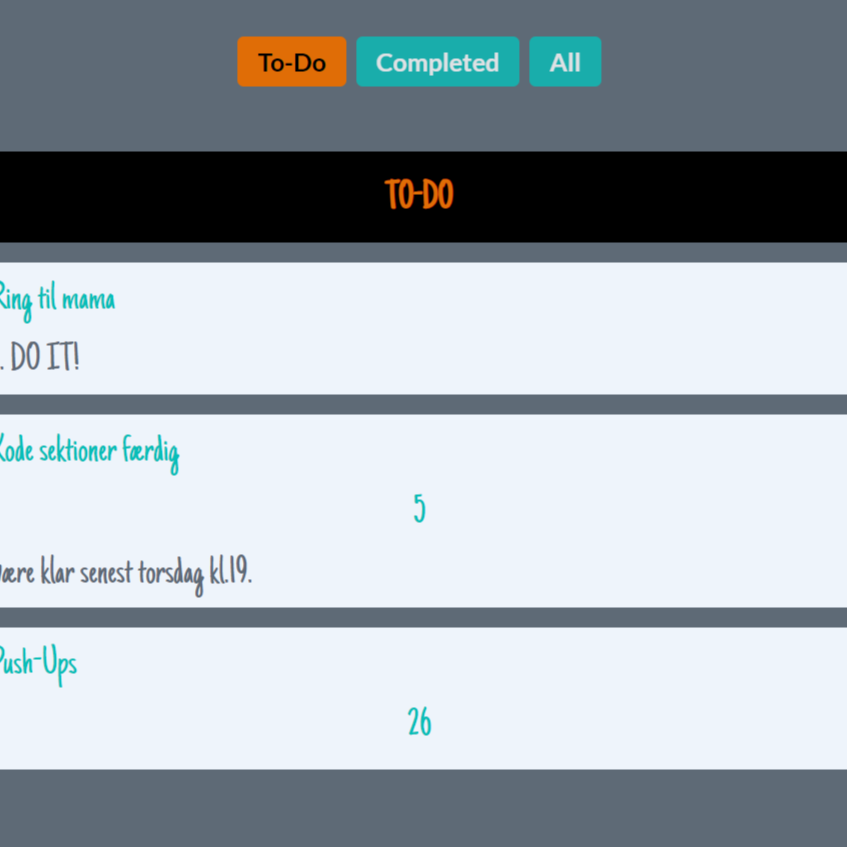 To-Do Completed All
TO-DO
Ring til mama
. DO IT!
Kode sektioner færdig
5
være klar senest torsdag kl.19.
Push-Ups
26